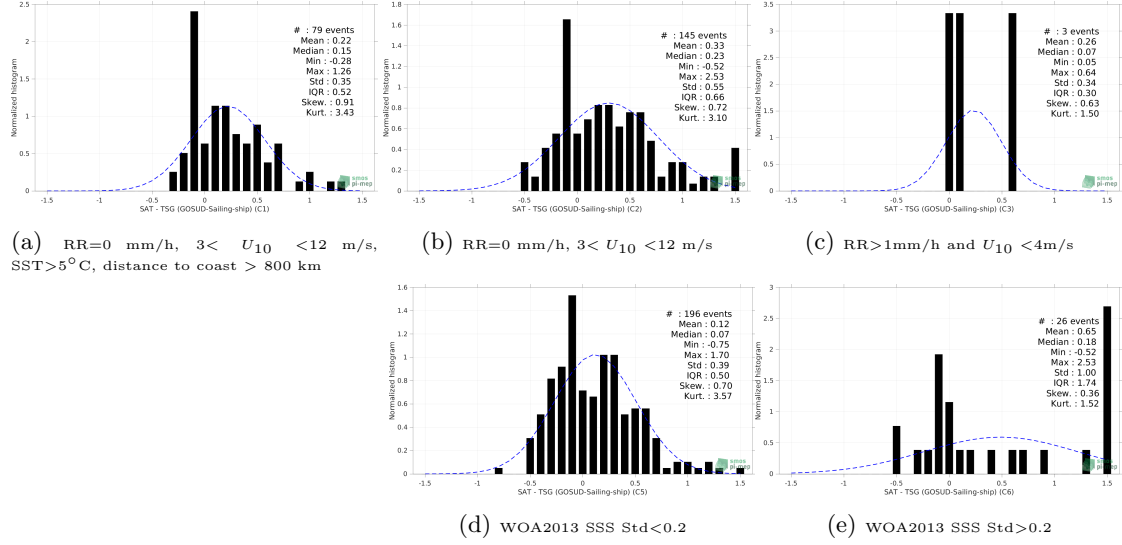 2.5
2
1.5
1
0.5
0
Normalized histogram
# : 79 events
Mean : 0.22
Median : 0.15
Min : -0.28
Max : 1.26
Std : 0.35
IQR : 0.52
Skew. : 0.91
Kurt. : 3.43
smos
pi-mep
-1.5 -1 -0.5 0 0.5 1 1.5
SAT - TSG (GOSUD-Sailing-ship) (C1)
(a) RR=0 mm/h, 3< U10 <12 m/s,
SST>5°C, distance to coast > 800 km
1.8
1.6
1.4
1.2
1
0.8
0.6
0.4
0.2
0
Normalized histogram
# : 145 events
Mean : 0.33
Median : 0.23
Min : -0.52
Max : 2.53
Std : 0.55
IQR : 0.66
Skew. : 0.72
Kurt. : 3.10
smos
pi-mep
-1.5 -1 -0.5 0 0.5 1 1.5
SAT - TSG (GOSUD-Sailing-ship) (C2)
(b) RR=0 mm/h, 3< U10 <12 m/s
3.5
3
2.5
2
1.5
1
0.5
0
Normalized histogram
# : 3 events
Mean : 0.26
Median : 0.07
Min : 0.05
Max : 0.64
Std : 0.34
IQR : 0.30
Skew. : 0.63
Kurt. : 1.50
smos
pi-mep
-1.5 -1 -0.5 0 0.5 1 1.5
SAT - TSG (GOSUD-Sailing-ship) (C3)
(c) RR>1mm/h and U10 <4m/s
1.6
1.4
1.2
1
0.8
0.6
0.4
0.2
0
Normalized histogram
# : 196 events
Mean : 0.12
Median : 0.07
Min : -0.75
Max : 1.70
Std : 0.39
IQR : 0.50
Skew. : 0.70
Kurt. : 3.57
smos
pi-mep
-1.5 -1 -0.5 0 0.5 1 1.5
SAT - TSG (GOSUD-Sailing-ship) (C5)
(d) WOA2013 SSS Std<0.2
3
2.5
2
1.5
1
0.5
0
Normalized histogram
# : 26 events
Mean : 0.65
Median : 0.18
Min : -0.52
Max : 2.53
Std : 1.00
IQR : 1.74
Skew. : 0.36
Kurt. : 1.52
smos
pi-mep
-1.5 -1 -0.5 0 0.5 1 1.5
SAT - TSG (GOSUD-Sailing-ship) (C6)
(e) WOA2013 SSS Std>0.2